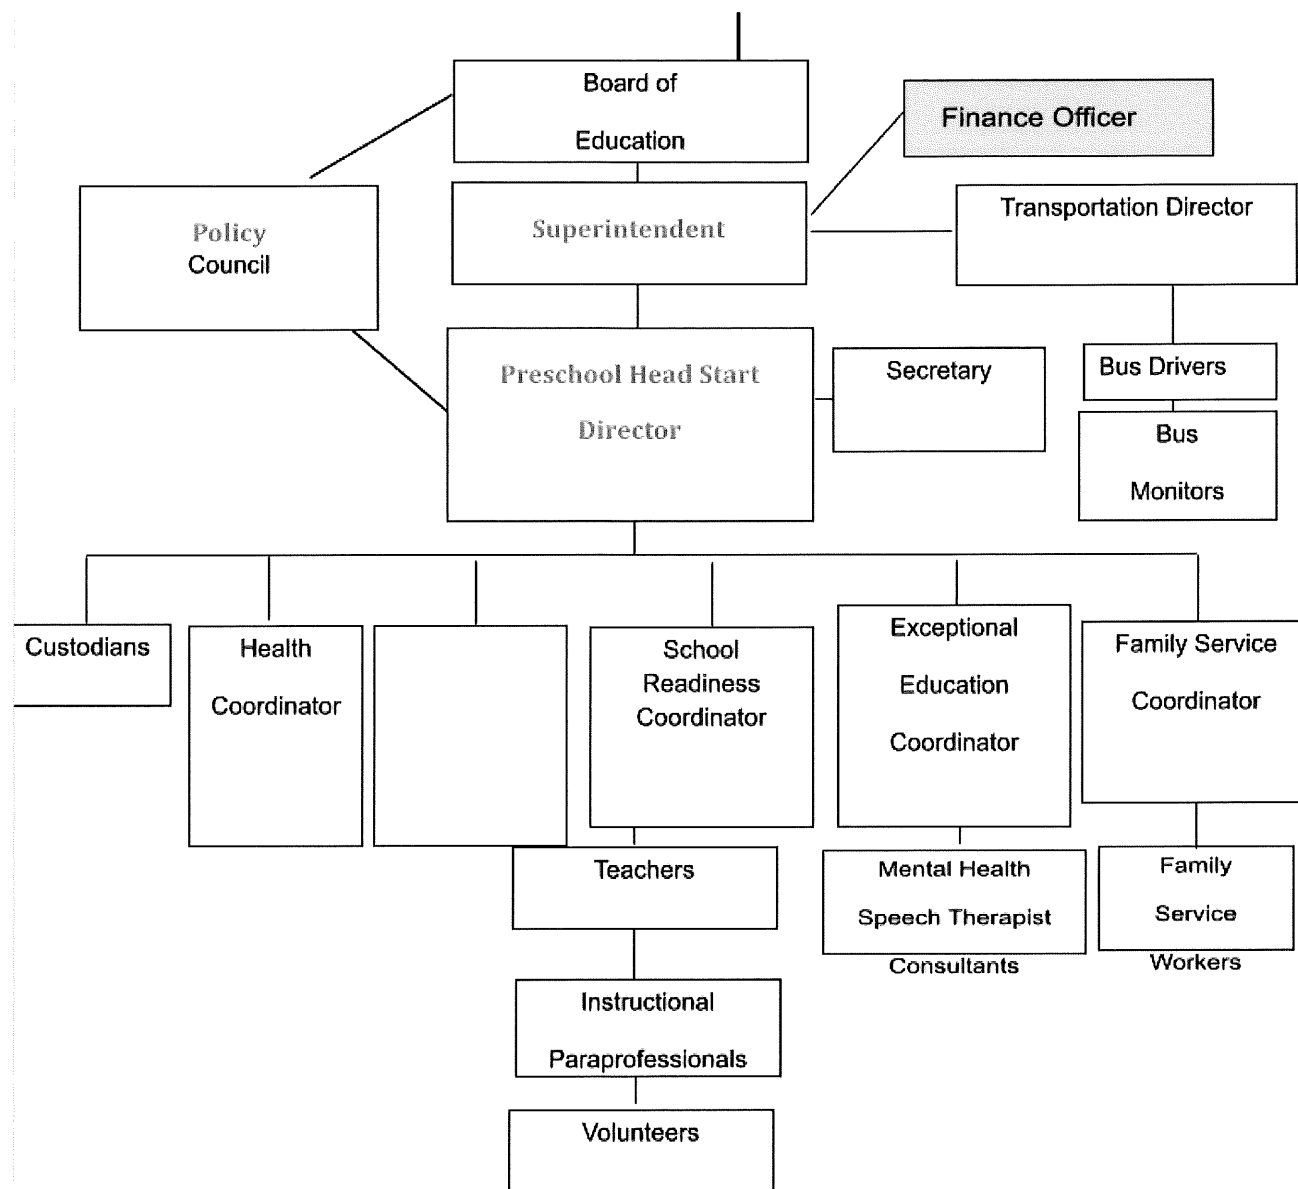 Board of
Education
Finance Officer
Policy
Council
Superintendent
Transportation Director
Preschool Head Start
Director
Secretary
Bus Drivers
Bus
Monitors
Custodians
Health
Coordinator
School
Readiness
Coordinator
Exceptional
Education
Coordinator
Family Service
Coordinator
Teachers
Mental Health
Speech Therapist
Consultants
Family
Service
Workers
Instructional
Paraprofessionals
Volunteers